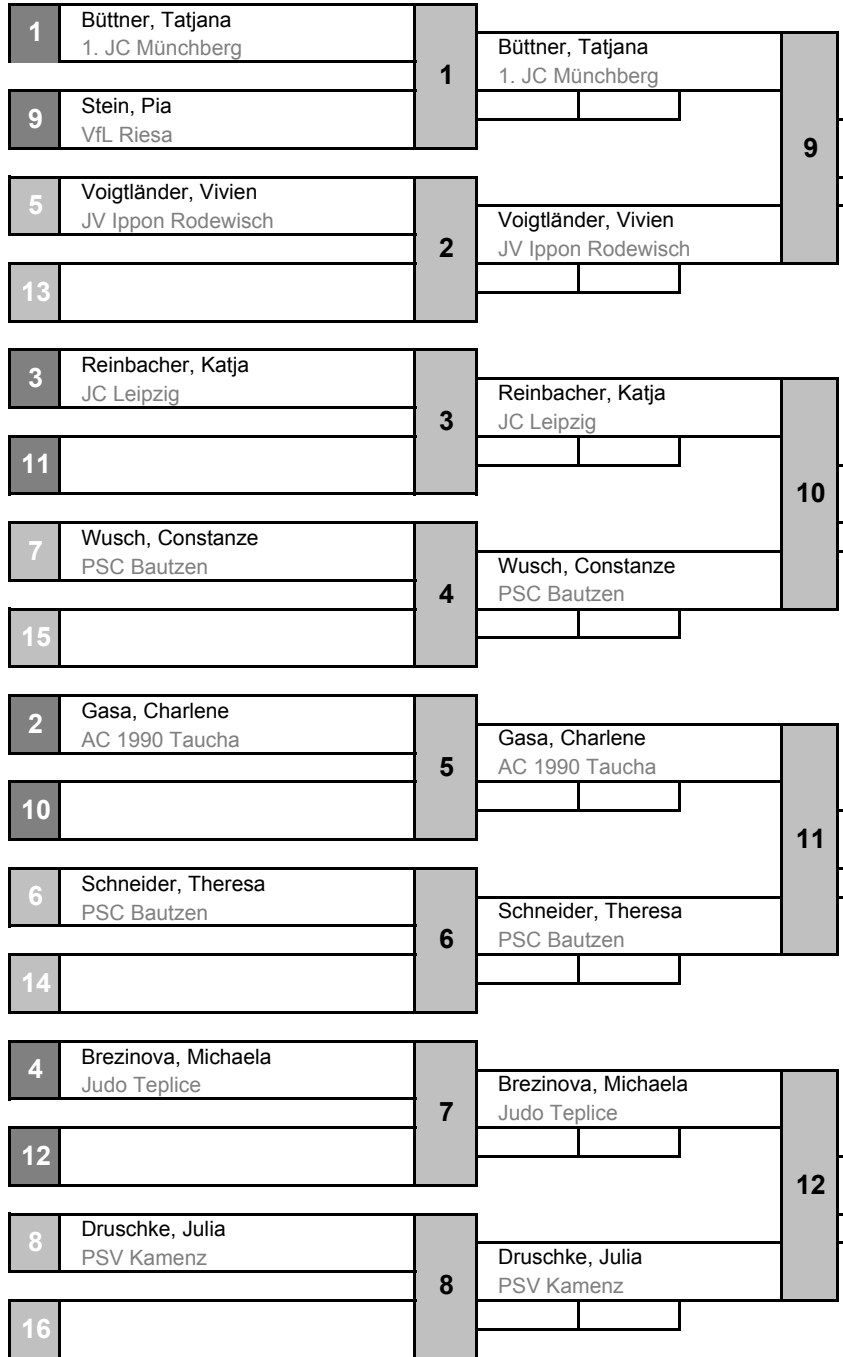 1
Büttner, Tatjana
1. JC Münchberg
9
Stein, Pia
VfL Riesa
1
Büttner, Tatjana
1. JC Münchberg
5
Voigtländer, Vivien
JV Ippon Rodewisch
13
2
Voigtländer, Vivien
JV Ippon Rodewisch
9
3
Reinbacher, Katja
JC Leipzig
11
3
Reinbacher, Katja
JC Leipzig
7
Wusch, Constanze
PSC Bautzen
15
4
Wusch, Constanze
PSC Bautzen
10
2
Gasa, Charlene
AC 1990 Taucha
10
5
Gasa, Charlene
AC 1990 Taucha
6
Schneider, Theresa
PSC Bautzen
14
6
Schneider, Theresa
PSC Bautzen
11
4
Brezinova, Michaela
Judo Teplice
12
7
Brezinova, Michaela
Judo Teplice
8
Druschke, Julia
PSV Kamenz
16
8
Druschke, Julia
PSV Kamenz
12